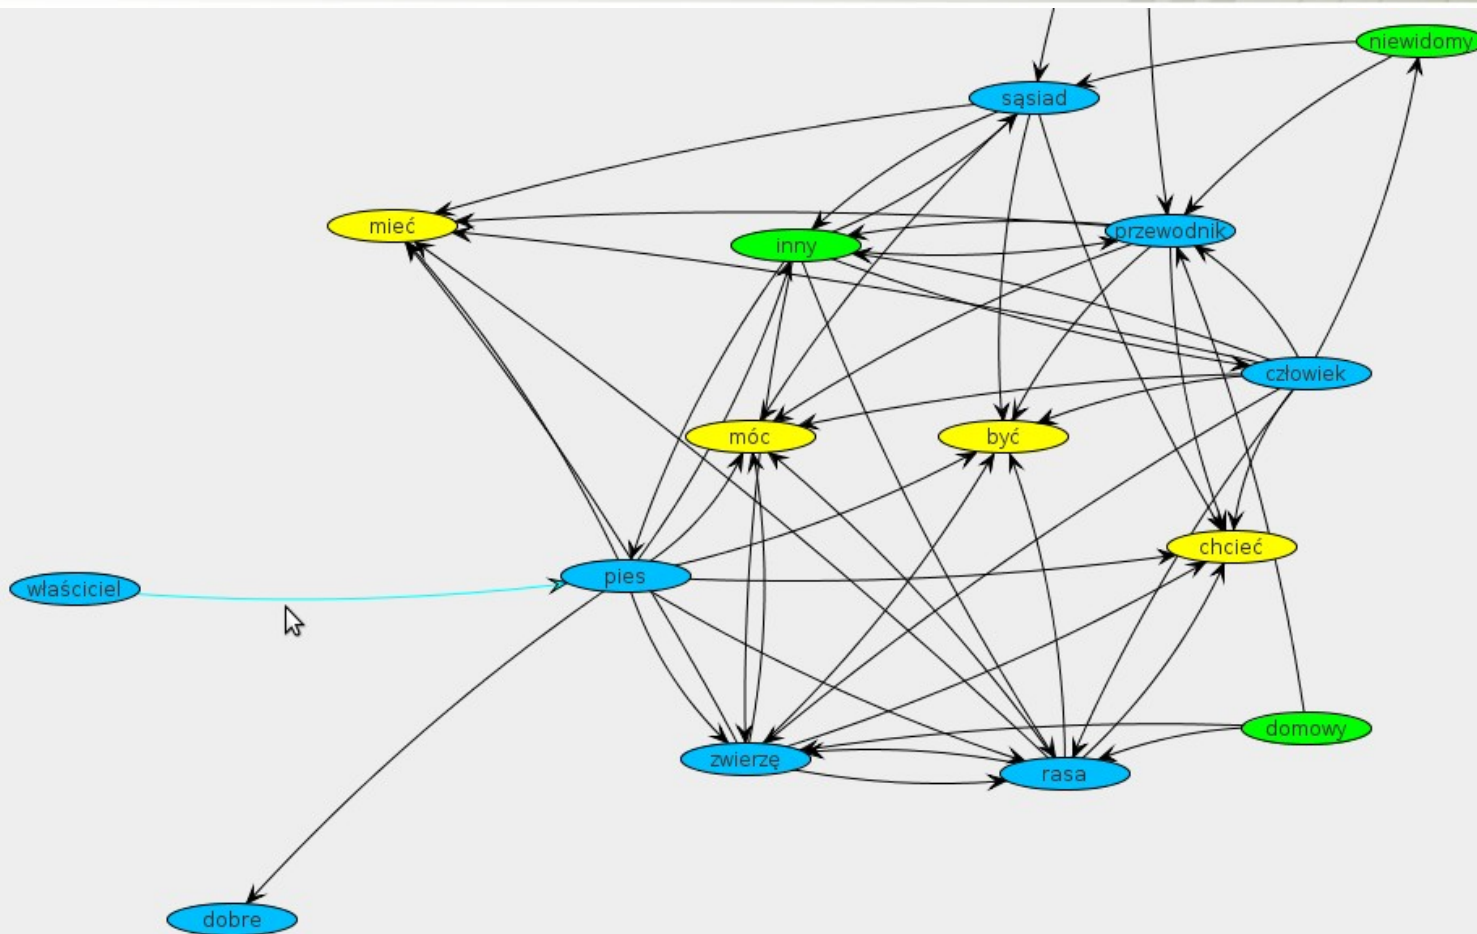 niewidomy
sąsiad
mieć
inny
przewodnik
człowiek
móc
być
chcieć
właściciel
pies
domowy
zwierzę
rasa
dobre